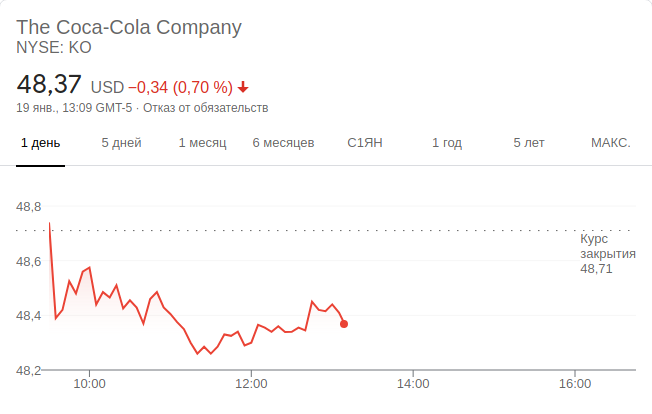 The Coca-Cola Company
NYSE: KO
48,37 USD −0,34 (0,70 %)
19 янв., 13:09 GMT-5 · Отказ от обязательств
1 день 5 дней 1 месяц 6 месяцев С1ЯН 1 год 5 лет МАКС.
48,8
Курс
закрытия
48,71
48,6
48,4
48,2
10:00 12:00 14:00 16:00